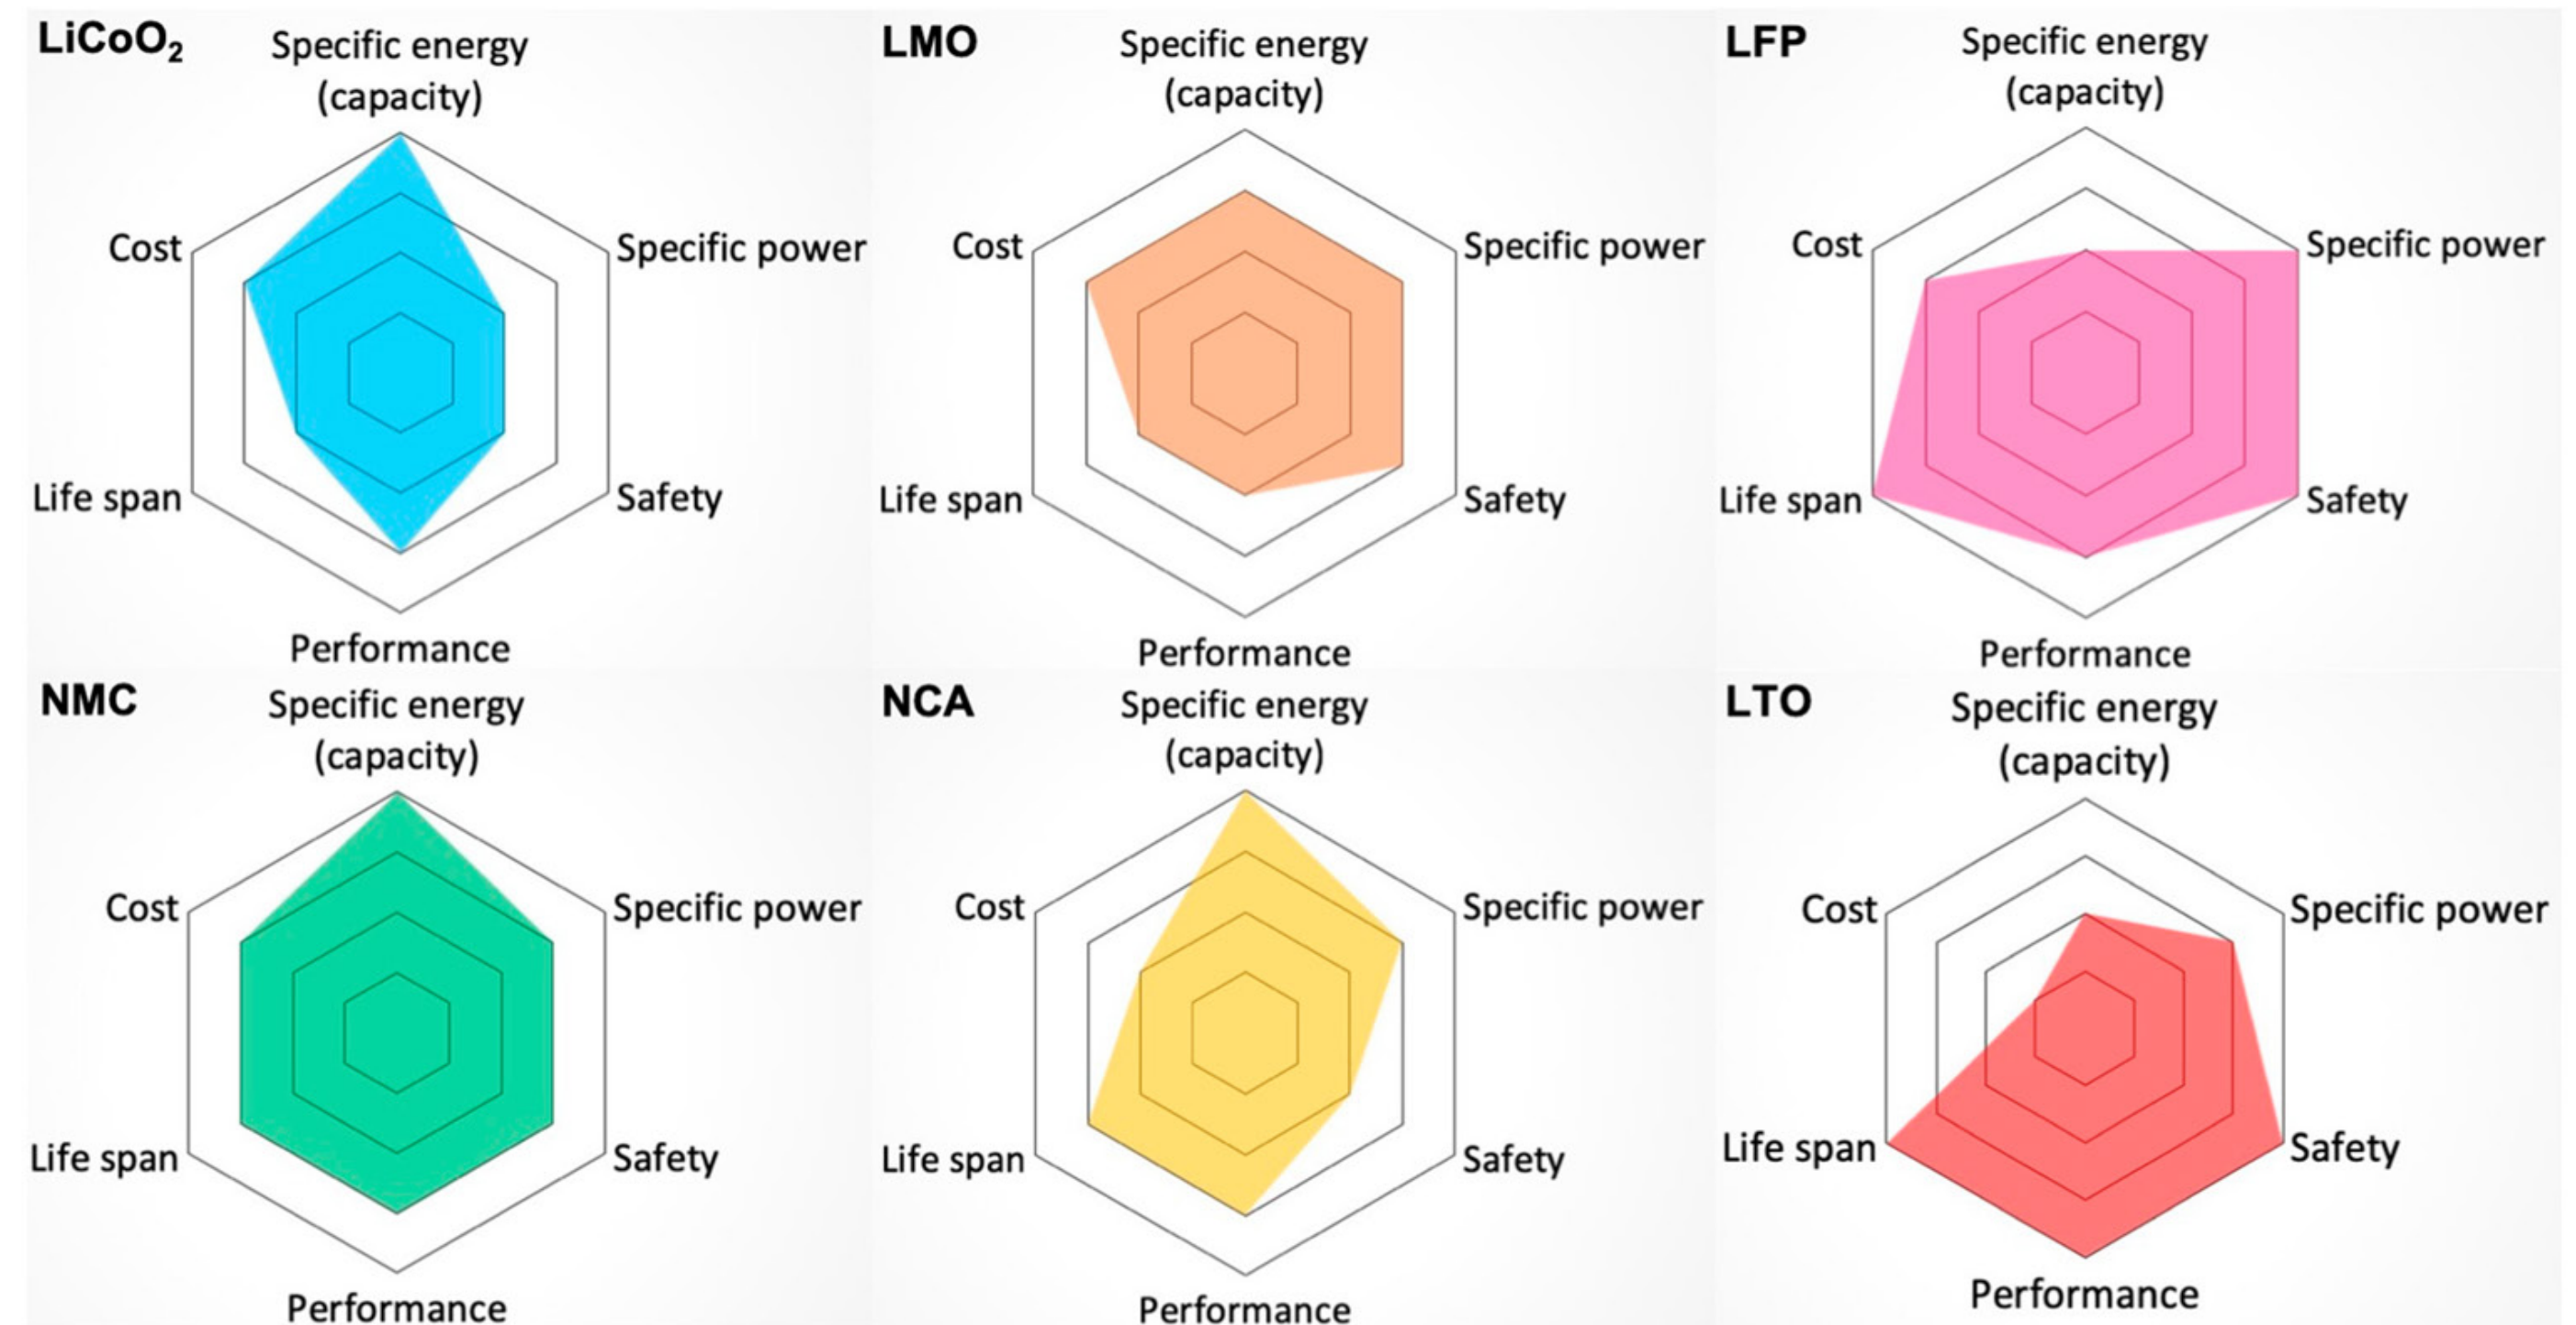 LiCoO₂
Specific energy
(capacity)
Cost
Specific power
Life span
Safety
Performance
LMO
Specific energy
(capacity)
Cost
Specific power
Life span
Safety
Performance
LFP
Specific energy
(capacity)
Cost
Specific power
Life span
Safety
Performance
NMC
Specific energy
(capacity)
Cost
Specific power
Life span
Safety
Performance
NCA
Specific energy
(capacity)
Cost
Specific power
Life span
Safety
Performance
LTO
Specific energy
(capacity)
Cost
Specific power
Life span
Safety
Performance